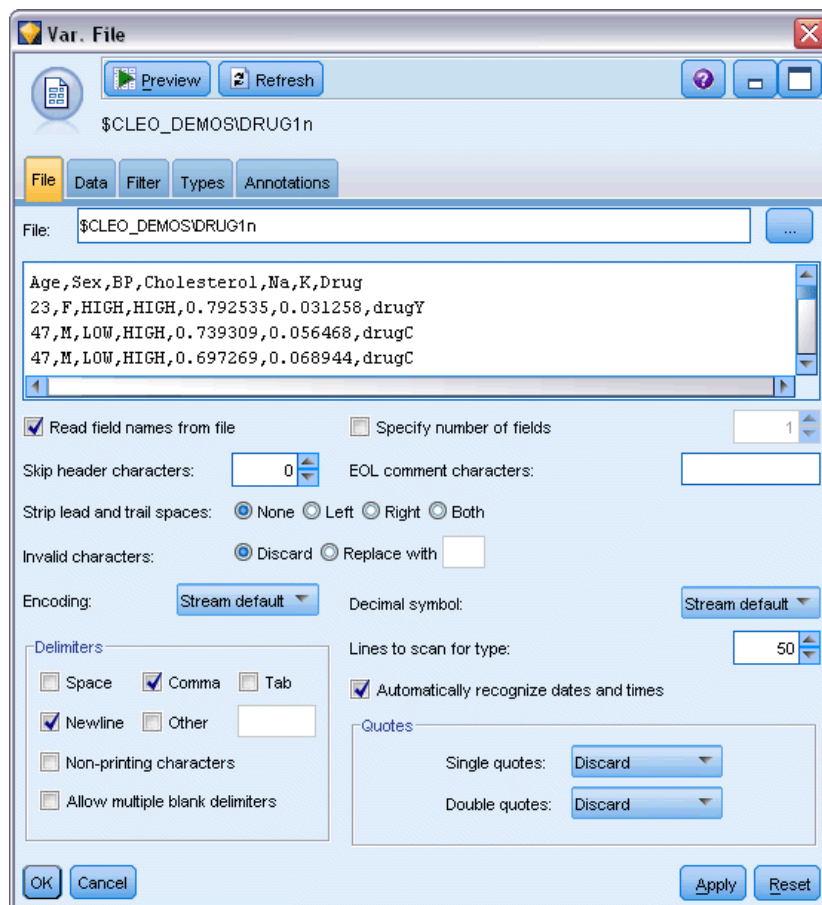 Var. File
Preview Refresh
$CLEO_DEMOS\DRUG1n
File Data Filter Types Annotations
File: $CLEO_DEMOS\DRUG1n ...
Age,Sex,BP,Cholesterol,Na,K,Drug
23,F,HIGH,HIGH,0.792535,0.031258,drugY
47,M,LOW,HIGH,0.739309,0.056468,drugC
47,M,LOW,HIGH,0.697269,0.068944,drugC
Read field names from file Specify number of fields 1
Skip header characters: 0 EOL comment characters:
Strip lead and trail spaces: None Left Right Both
Invalid characters: Discard Replace with
Encoding: Stream default Decimal symbol: Stream default
Delimiters Lines to scan for type: 50
Space Comma Tab Automatically recognize dates and times
Newline Other Quotes
Non-printing characters Single quotes: Discard
Allow multiple blank delimiters Double quotes: Discard
OK Cancel Apply Reset